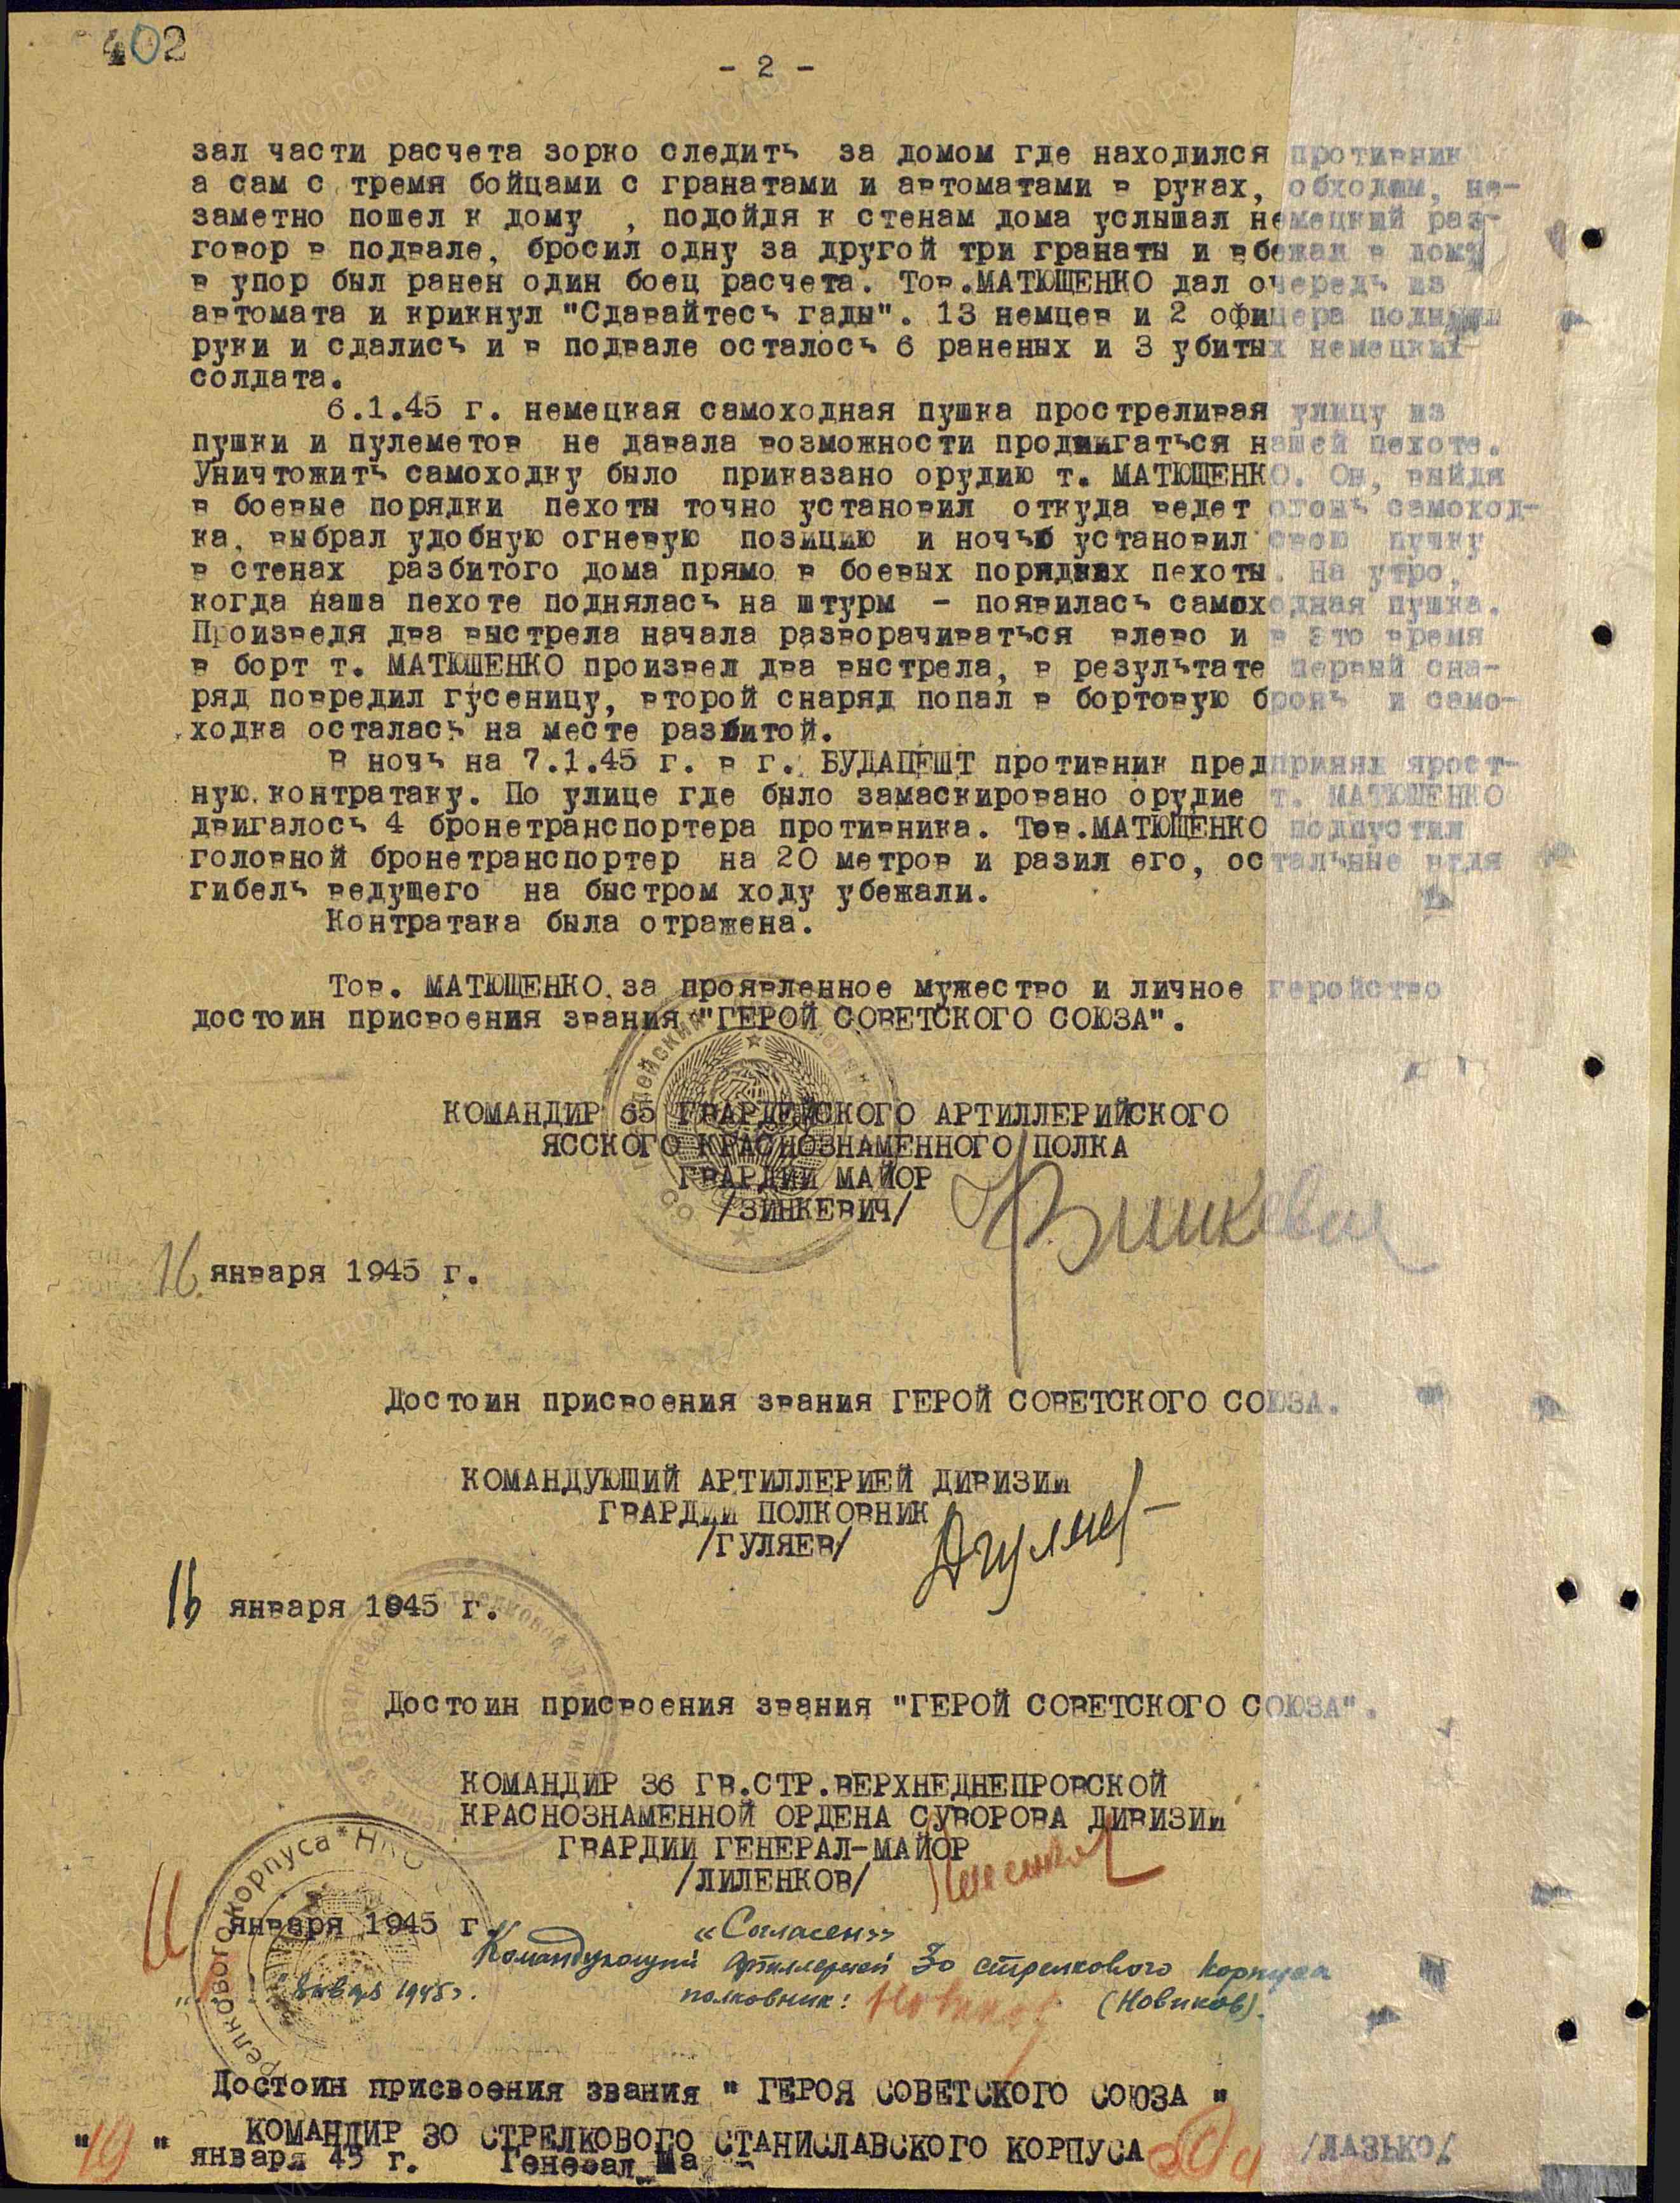 402
- 2 -
зал части расчета зорко следить за домом где находился противник
а сам с тремя бойцами с гранатами и автоматами в руках, обходом, не-
заметно пошел к дому , подойдя к стенам дома услышал немецкий раз-
говор в подвале, бросил одну за другой три гранаты и вбежал в дом,
в упор был ранен один боец расчета. Тов.МАТЮШЕНКО дал очередь из
автомата и крикнул "Сдавайтесь гады". 13 немцев и 2 офицера подняли
руки и сдались и в подвале осталось 6 раненых и 3 убитых немецких
солдата.
6.1.45 г. немецкая самоходная пушка простреливая улицу из
пушки и пулеметов не давала возможности продвигаться нашей пехоте.
Уничтожить самоходку было приказано орудию т. МАТЮШЕНКО. Он, выйдя
в боевые порядки пехоты точно установил откуда ведет огонь самоход-
ка, выбрал удобную огневую позицию и ночью установил свою пушку
в стенах разбитого дома прямо в боевых порядках пехоты. На утро,
когда наша пехоте поднялась на штурм - появилась самоходная пушка.
Произведя два выстрела начала разворачиваться влево и в это время
в борт т. МАТЮШЕНКО произвел два выстрела, в результате первый сна-
ряд повредил гусеницу, второй снаряд попал в бортовую бронь и само-
ходка осталась на месте разбитой.
В ночь на 7.1.45 г. в г. БУДАПЕШТ противник предпринял ярост-
ную контратаку. По улице где было замаскировано орудие т. МАТЮШЕНКО
двигалось 4 бронетранспортера противника. Тов.МАТЮШЕНКО подпустил
головной бронетранспортер на 20 метров и разил его, остальные видя
гибель ведущего на быстром ходу убежали.
Контратака была отражена.
Тов. МАТЮШЕНКО за проявленное мужество и личное геройство
достоин присвоения звания "ГЕРОЙ СОВЕТСКОГО СОЮЗА".
КОМАНДИР 65 ГВАРДЕЙСКОГО АРТИЛЛЕРИЙСКОГО
ЯССКОГО КРАСНОЗНАМЕННОГО ПОЛКА
ГВАРДИИ МАЙОР
/ЗИНКЕВИЧ/ Зинкевич
16 января 1945 г.
Достоин присвоения звания ГЕРОЙ СОВЕТСКОГО СОЮЗА.
КОМАНДУЮЩИЙ АРТИЛЛЕРИЕЙ ДИВИЗИИ
ГВАРДИИ ПОЛКОВНИК
/ГУЛЯЕВ/
16 января 1945 г.
Достоин присвоения звания "ГЕРОЙ СОВЕТСКОГО СОЮЗА".
КОМАНДИР 36 ГВ.СТР.ВЕРХНЕДНЕПРОВСКОЙ
КРАСНОЗНАМЕННОЙ ОРДЕНА СУВОРОВА ДИВИЗИИ
ГВАРДИИ ГЕНЕРАЛ-МАЙОР
/ЛИЛЕНКОВ/
января 1945 г.
«Согласен»
Командующий артиллерией 30 стрелкового корпуса
января 1945г. полковник: Новиков (Новиков).
Достоин присвоения звания " ГЕРОЯ СОВЕТСКОГО СОЮЗА "
КОМАНДИР 30 СТРЕЛКОВОГО СТАНИСЛАВСКОГО КОРПУСА
"19" января 45 г. Генерал Ма /ЛАЗЬКО/